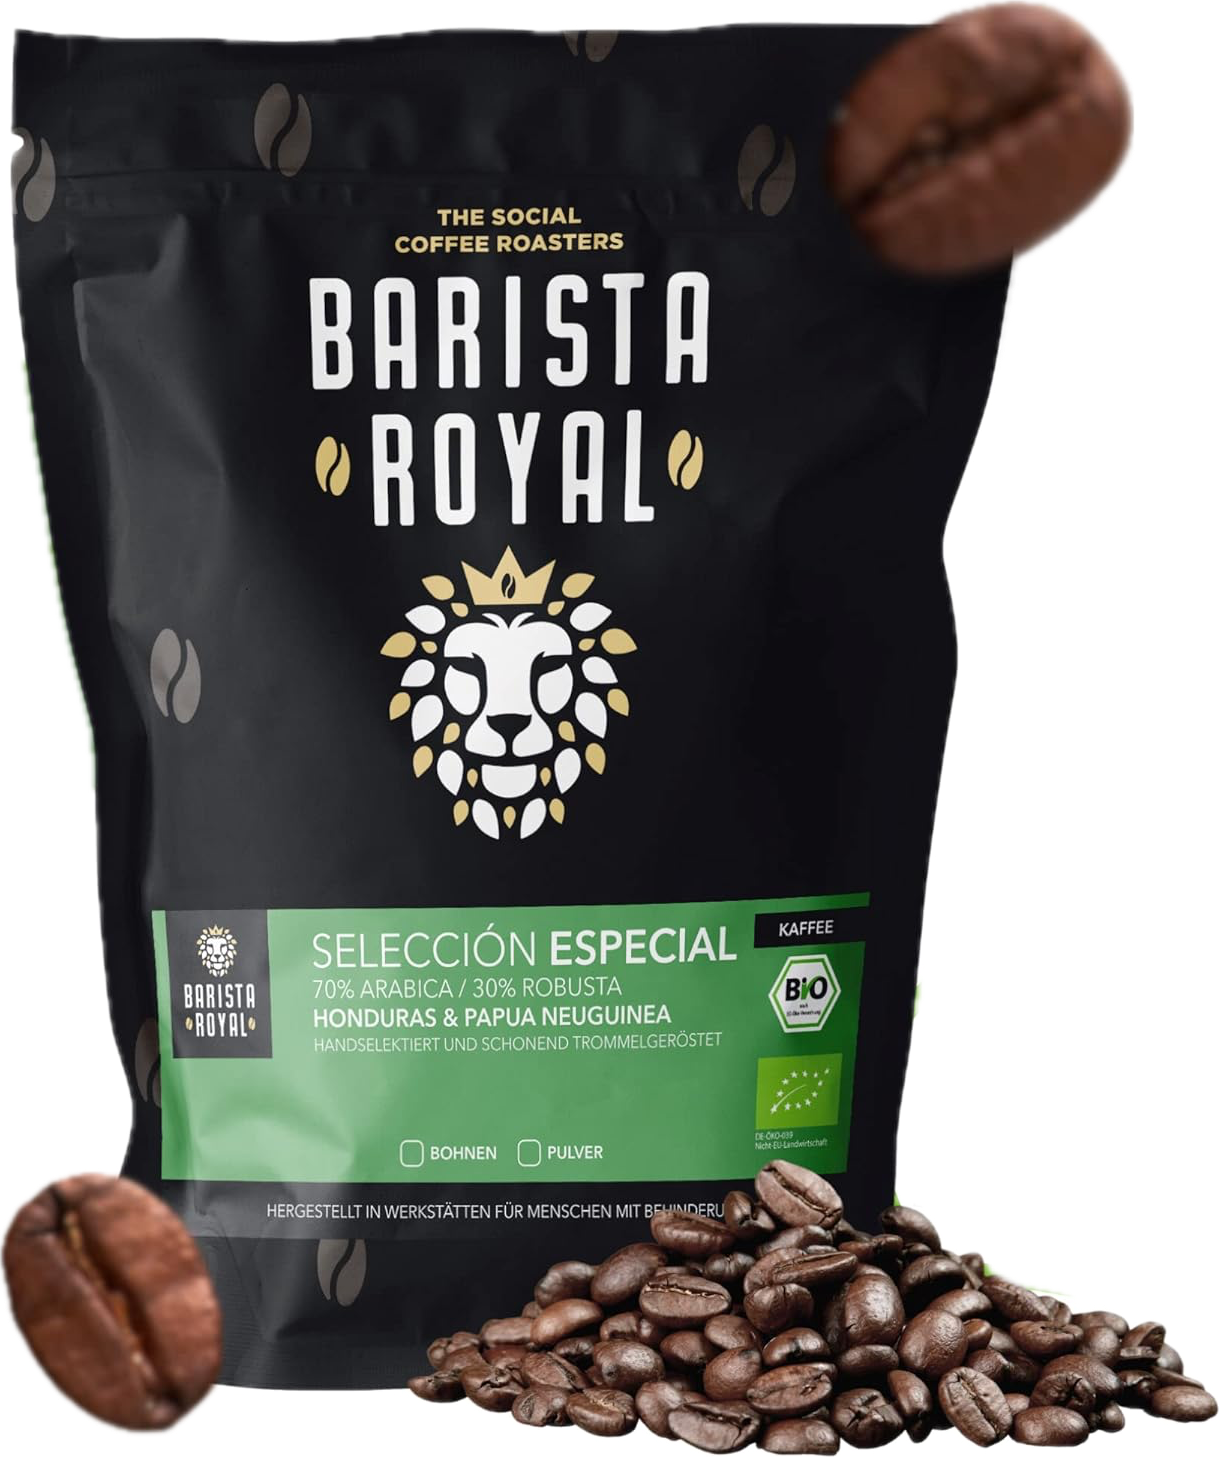 THE SOCIAL
COFFEE ROASTERS
BARISTA
ROYAL
SELECCIÓN ESPECIAL
70% ARABICA / 30% ROBUSTA
HONDURAS & PAPUA NEUGUINEA
HANDSELEKTIERT UND SCHONEND TROMMELGERÖSTET
BARISTA
ROYAL
KAFFEE
BiO
DE-ÖKO-039
Nicht-EU-Landwirtschaft
BOHNEN PULVER
HERGESTELLT IN WERKSTÄTTEN FÜR MENSCHEN MIT